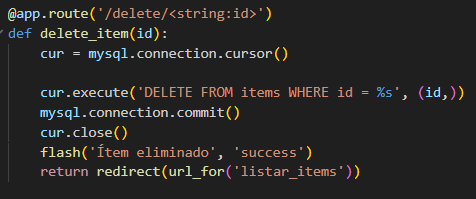 @app.route('/delete/<string:id>')
def delete_item(id):
    cur = mysql.connection.cursor()

    cur.execute('DELETE FROM items WHERE id = %s', (id,))
    mysql.connection.commit()
    cur.close()
    flash('Ítem eliminado', 'success')
    return redirect(url_for('listar_items'))